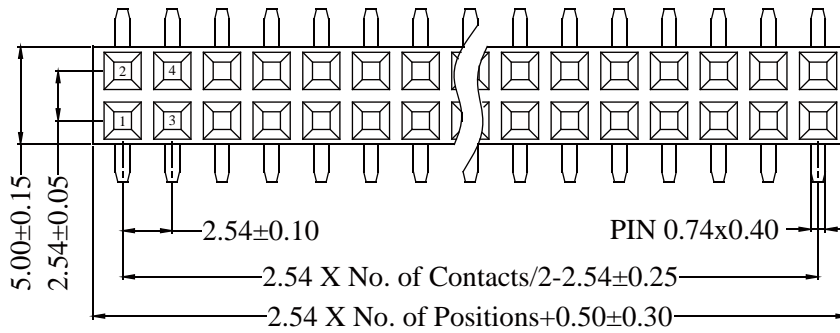 2 4
1 3
5.00±0.15
2.54±0.05
2.54±0.10
PIN 0.74x0.40
2.54 X No. of Contacts/2-2.54±0.25
2.54 X No. of Positions+0.50±0.30